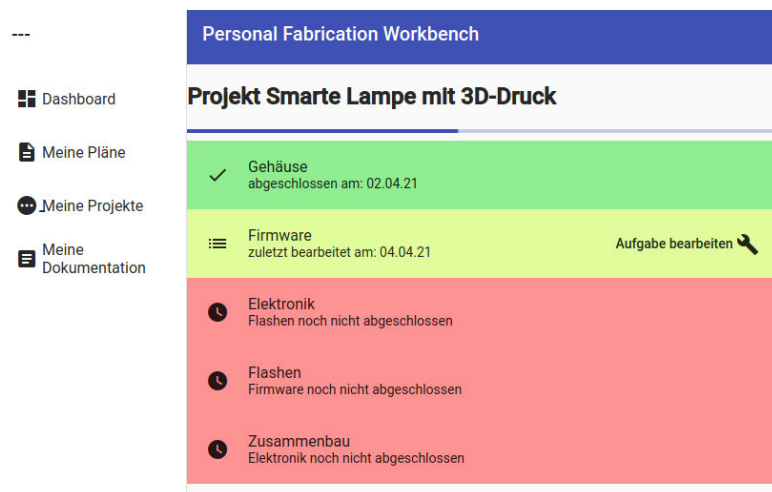 ---
Dashboard
Meine Pläne
Meine Projekte
Meine
Dokumentation
Personal Fabrication Workbench
Projekt Smarte Lampe mit 3D-Druck
Gehäuse
abgeschlossen am: 02.04.21
Firmware
zuletzt bearbeitet am: 04.04.21
Aufgabe bearbeiten
Elektronik
Flashen noch nicht abgeschlossen
Flashen
Firmware noch nicht abgeschlossen
Zusammenbau
Elektronik noch nicht abgeschlossen